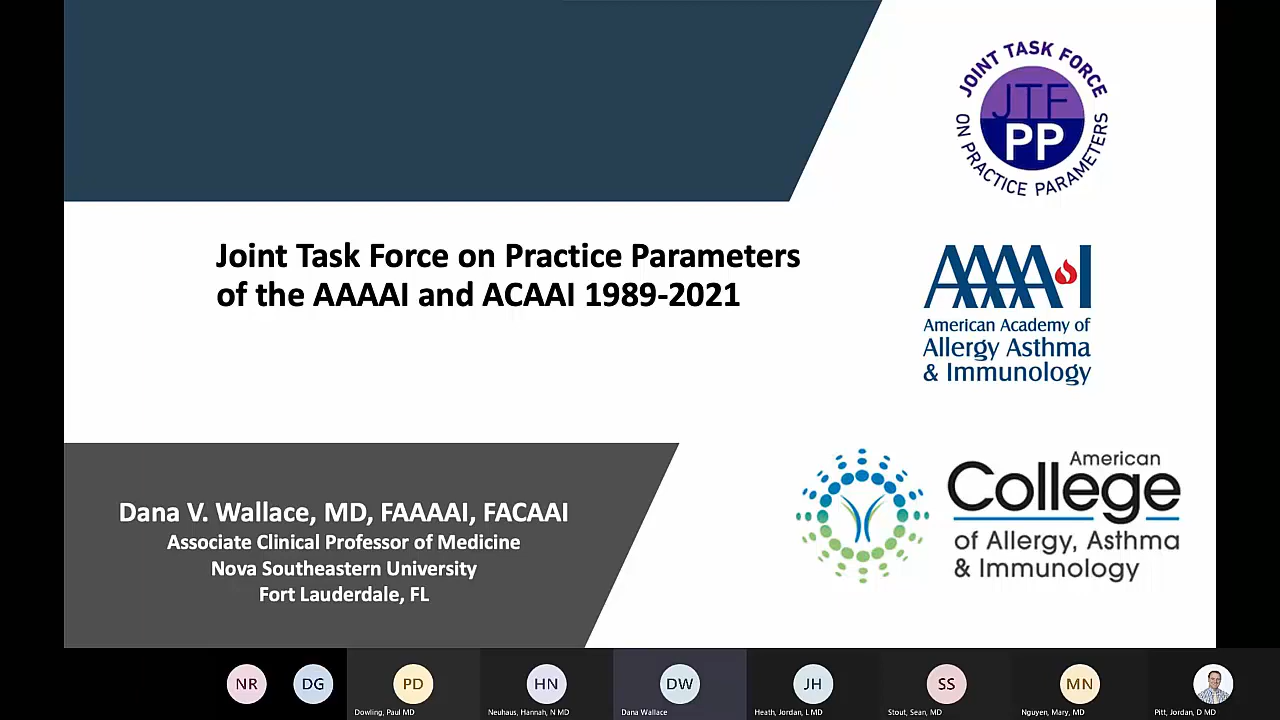 JOINT TASK FORCE
JTF
PP
ON PRACTICE PARAMETERS
Joint Task Force on Practice Parameters
of the AAAAI and ACAAI 1989-2021
AAAAI
American Academy of
Allergy Asthma
& Immunology
American
College
of Allergy, Asthma
& Immunology
Dana V. Wallace, MD, FAAAAI, FACAAI
Associate Clinical Professor of Medicine
Nova Southeastern University
Fort Lauderdale, FL
NR
DG
PD
HN
DW
JH
SS
MN
Dowling, Paul MD
Neuhaus, Hannah, N MD
Dana Wallace
Heath, Jordan, L MD
Stout, Sean, MD
Nguyen, Mary, MD
Pitt, Jordan, D MD